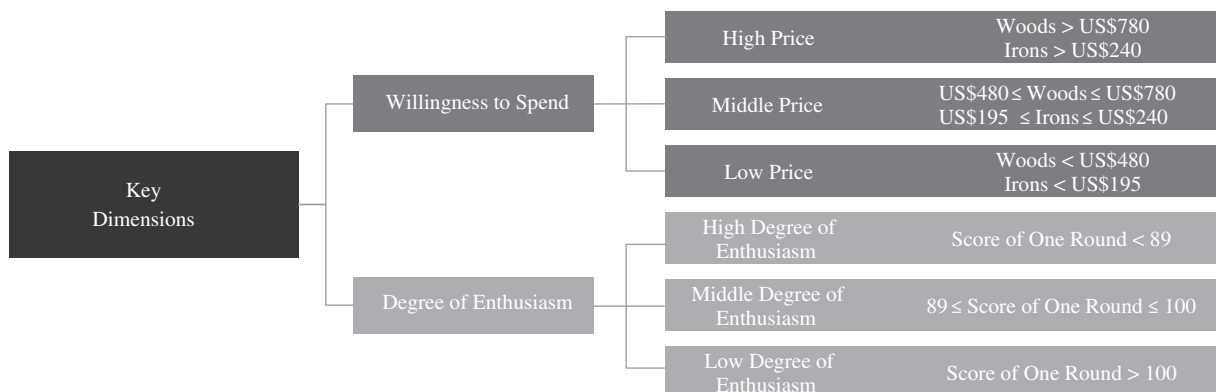 Key
Dimensions
Willingness to Spend
High Price
Woods > US$780
Irons > US$240
Middle Price
US$480 ≤ Woods ≤ US$780
US$195 ≤ Irons ≤ US$240
Low Price
Woods < US$480
Irons < US$195
Degree of Enthusiasm
High Degree of
Enthusiasm
Score of One Round < 89
Middle Degree of
Enthusiasm
89 ≤ Score of One Round ≤ 100
Low Degree of
Enthusiasm
Score of One Round > 100